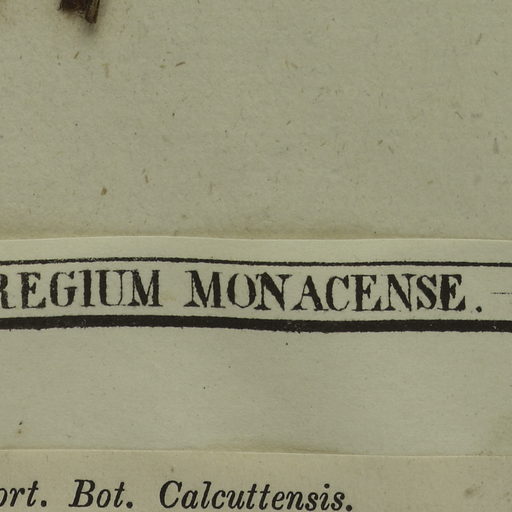 REGIUM MONACENSE.
ort. Bot. Calcuttensis.